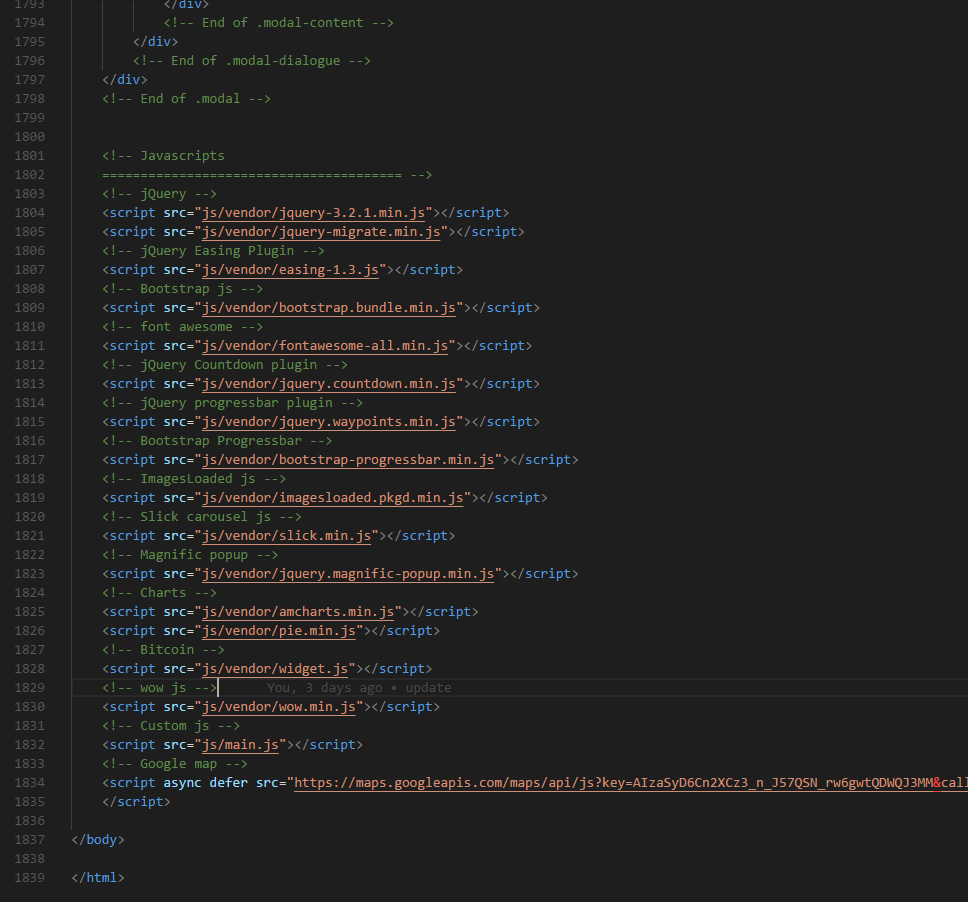 1793 </div>
1794 <!-- End of .modal-content -->
1795 </div>
1796 <!-- End of .modal-dialogue -->
1797 </div>
1798 <!-- End of .modal -->
1799
1800
1801 <!-- Javascripts
1802 ======================================= -->
1803 <!-- jQuery -->
1804 <script src="js/vendor/jquery-3.2.1.min.js"></script>
1805 <script src="js/vendor/jquery-migrate.min.js"></script>
1806 <!-- jQuery Easing Plugin -->
1807 <script src="js/vendor/easing-1.3.js"></script>
1808 <!-- Bootstrap js -->
1809 <script src="js/vendor/bootstrap.bundle.min.js"></script>
1810 <!-- font awesome -->
1811 <script src="js/vendor/fontawesome-all.min.js"></script>
1812 <!-- jQuery Countdown plugin -->
1813 <script src="js/vendor/jquery.countdown.min.js"></script>
1814 <!-- jQuery progressbar plugin -->
1815 <script src="js/vendor/jquery.waypoints.min.js"></script>
1816 <!-- Bootstrap Progressbar -->
1817 <script src="js/vendor/bootstrap-progressbar.min.js"></script>
1818 <!-- ImagesLoaded js -->
1819 <script src="js/vendor/imagesloaded.pkgd.min.js"></script>
1820 <!-- Slick carousel js -->
1821 <script src="js/vendor/slick.min.js"></script>
1822 <!-- Magnific popup -->
1823 <script src="js/vendor/jquery.magnific-popup.min.js"></script>
1824 <!-- Charts -->
1825 <script src="js/vendor/amcharts.min.js"></script>
1826 <script src="js/vendor/pie.min.js"></script>
1827 <!-- Bitcoin -->
1828 <script src="js/vendor/widget.js"></script>
1829 <!-- wow js --> You, 3 days ago • update
1830 <script src="js/vendor/wow.min.js"></script>
1831 <!-- Custom js -->
1832 <script src="js/main.js"></script>
1833 <!-- Google map -->
1834 <script async defer src="https://maps.googleapis.com/maps/api/js?key=AIzaSyD6Cn2XCz3_n_J57QSN_rw6gwtQDWQJ3MM&call
1835 </script>
1836
1837 </body>
1838
1839 </html>